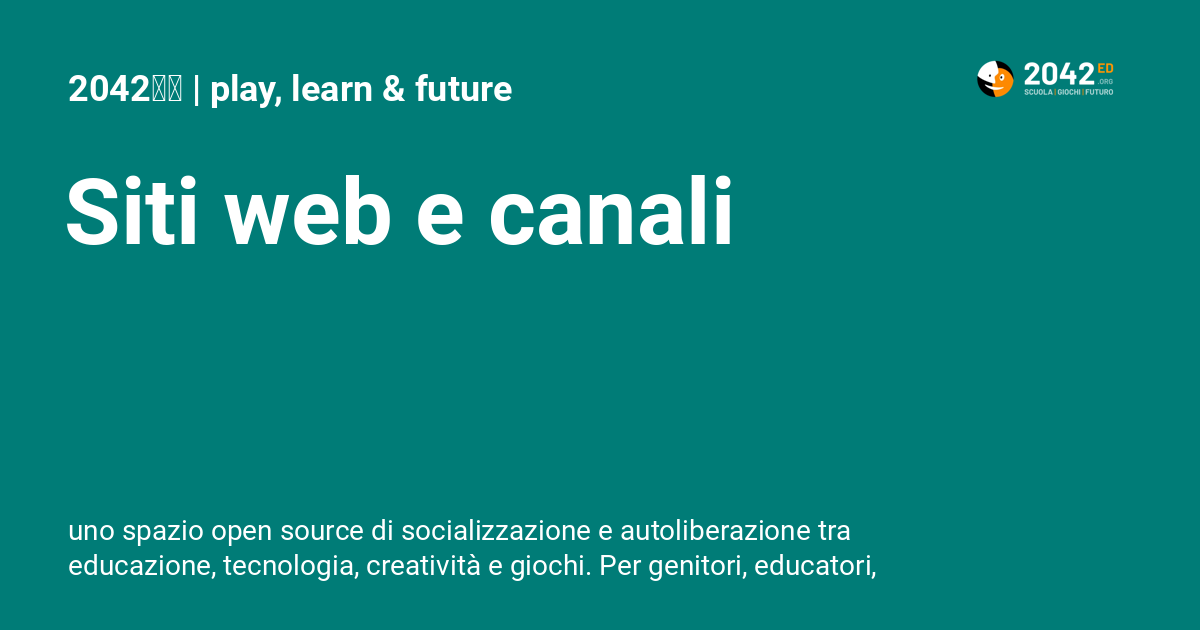 2042 | play, learn & future
2042 ED
.ORG
SCUOLA | GIOCHI | FUTURO
Siti web e canali
uno spazio open source di socializzazione e autoliberazione tra
educazione, tecnologia, creatività e giochi. Per genitori, educatori,